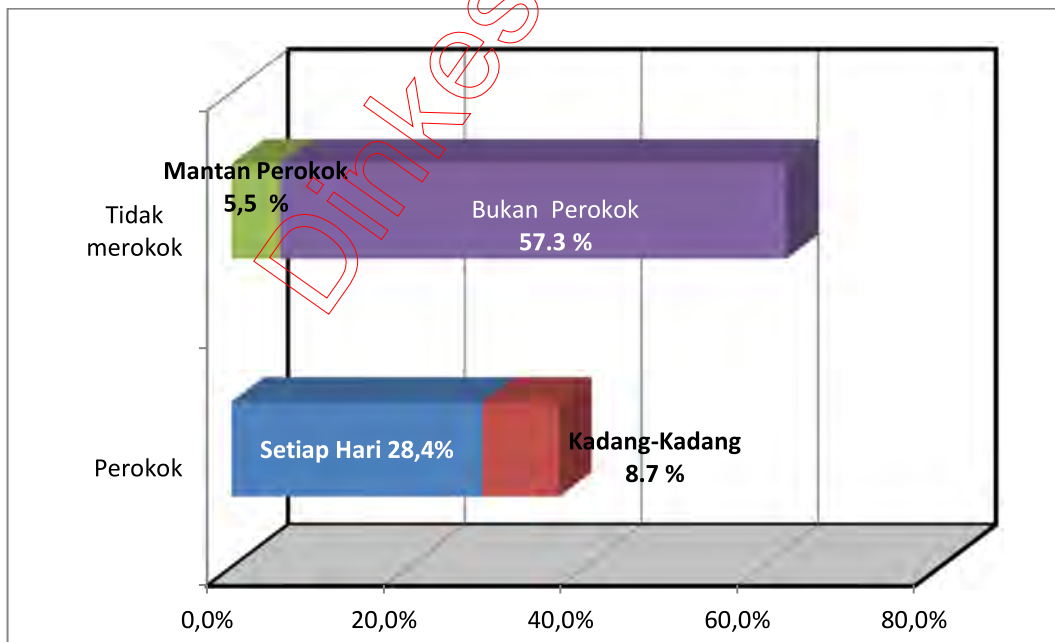 Dinkes
Mantan Perokok
5,5 %
Tidak
merokok
Bukan Perokok
57.3 %
Perokok
Setiap Hari 28,4%
Kadang-Kadang
8.7 %
0,0%
20,0%
40,0%
60,0%
80,0%